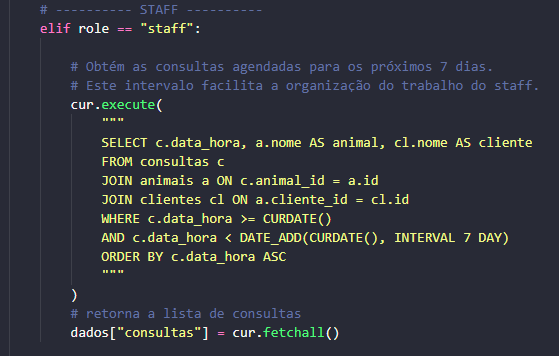 # ---------- STAFF ----------
elif role == "staff":
# Obtém as consultas agendadas para os próximos 7 dias.
# Este intervalo facilita a organização do trabalho do staff.
cur.execute(
"""
SELECT c.data_hora, a.nome AS animal, cl.nome AS cliente
FROM consultas c
JOIN animais a ON c.animal_id = a.id
JOIN clientes cl ON a.cliente_id = cl.id
WHERE c.data_hora >= CURDATE()
AND c.data_hora < DATE_ADD(CURDATE(), INTERVAL 7 DAY)
ORDER BY c.data_hora ASC
"""
)
# retorna a lista de consultas
dados["consultas"] = cur.fetchall()